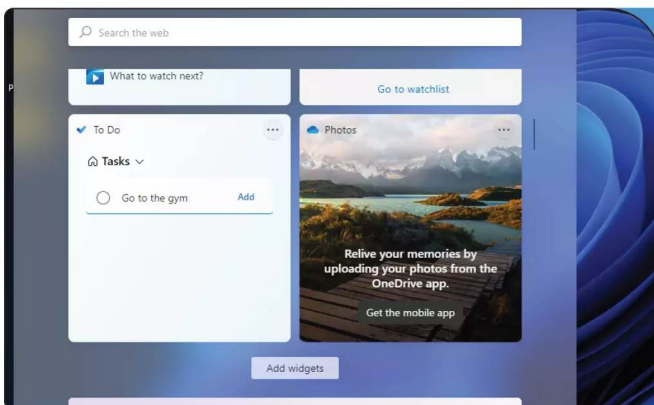 Search the web
P
What to watch next?
Go to watchlist
To Do
Tasks
Go to the gym
Add
Photos
Relive your memories by
uploading your photos from the
OneDrive app.
Get the mobile app
Add widgets